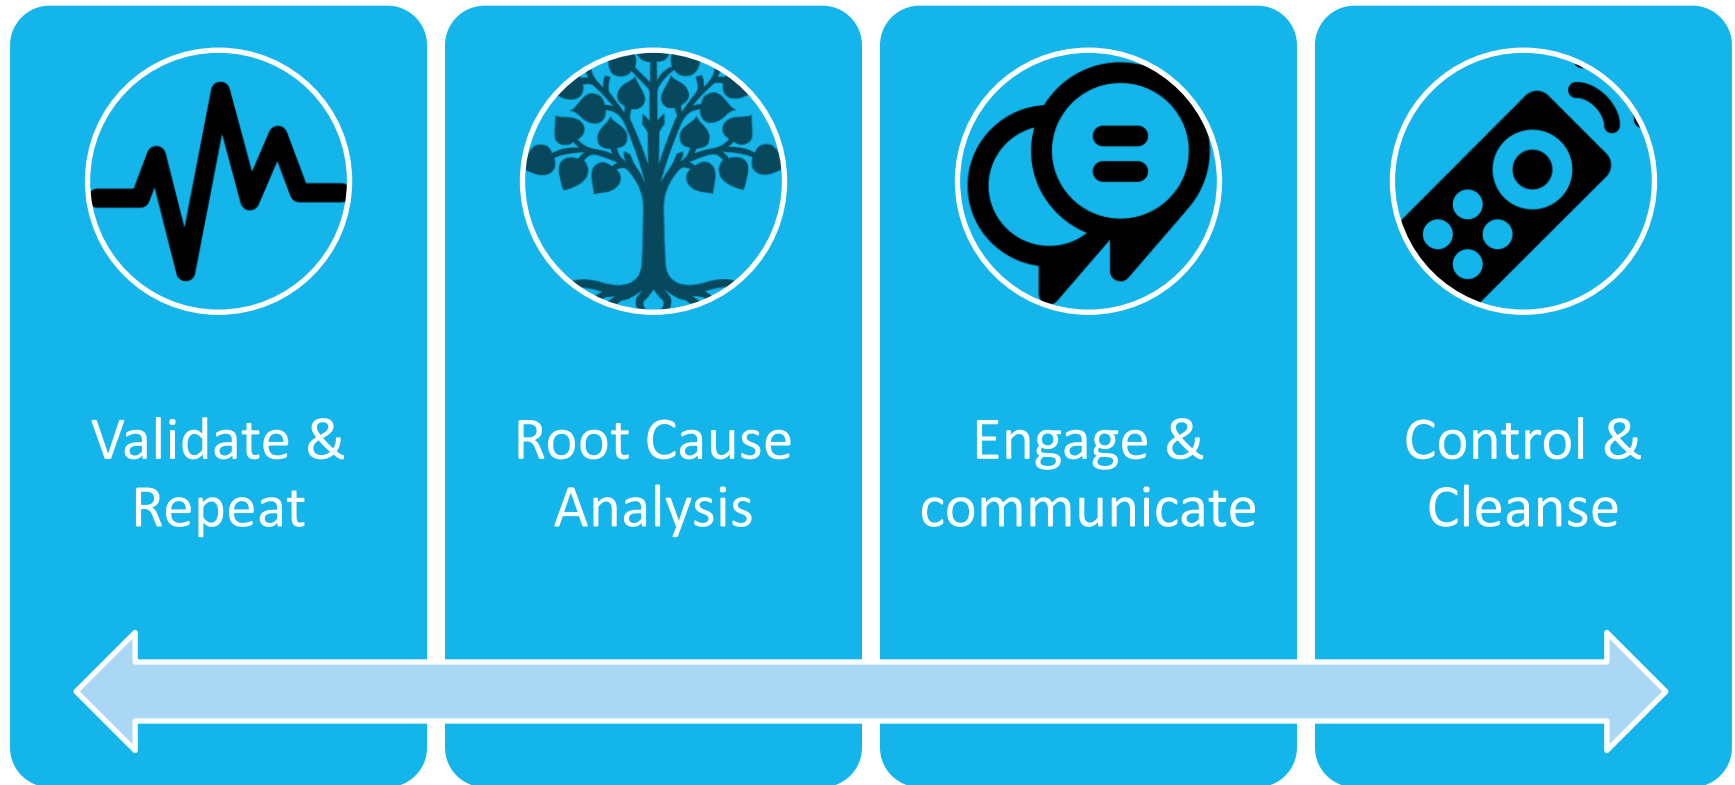 Validate &
Repeat
Root Cause
Analysis
Engage &
communicate
Control &
Cleanse